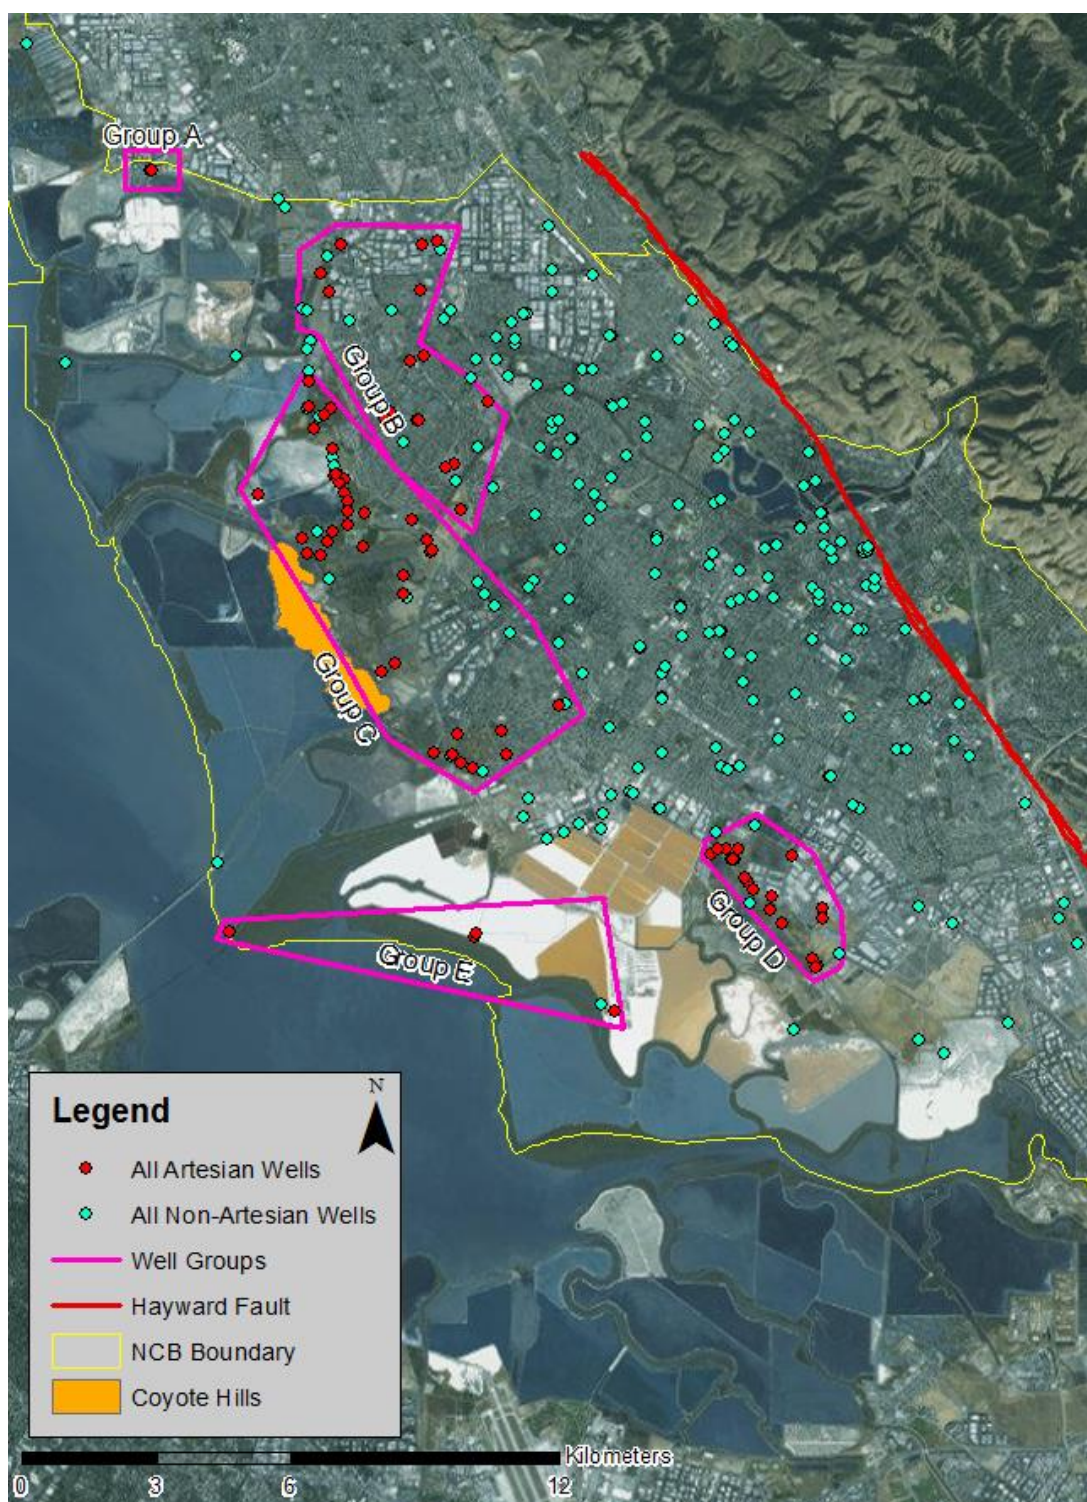 Group A
Group B
Group C
Group D
Group E
Legend
N
All Artesian Wells
All Non-Artesian Wells
Well Groups
Hayward Fault
NCB Boundary
Coyote Hills
Kilometers
0 3 6 12